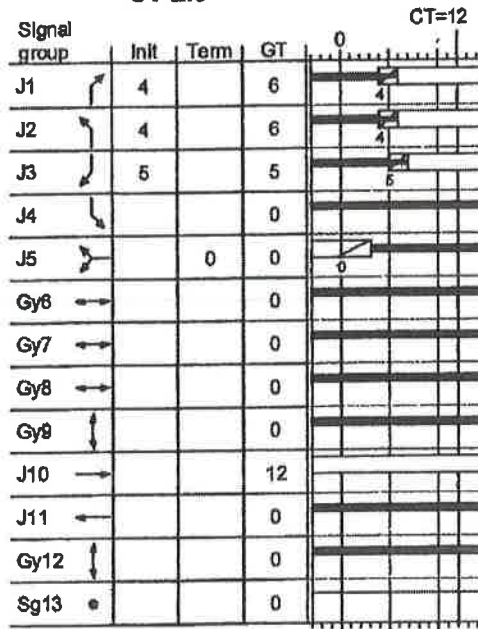 CT=12
Signal group Init Term GT 0 12
J1 4 6 4
J2 4 6 4
J3 5 5 5
J4 0
J5 0 0 0
Gy6 0
Gy7 0
Gy8 0
Gy9 0
J10 12
J11 0
Gy12 0
Sg13 0